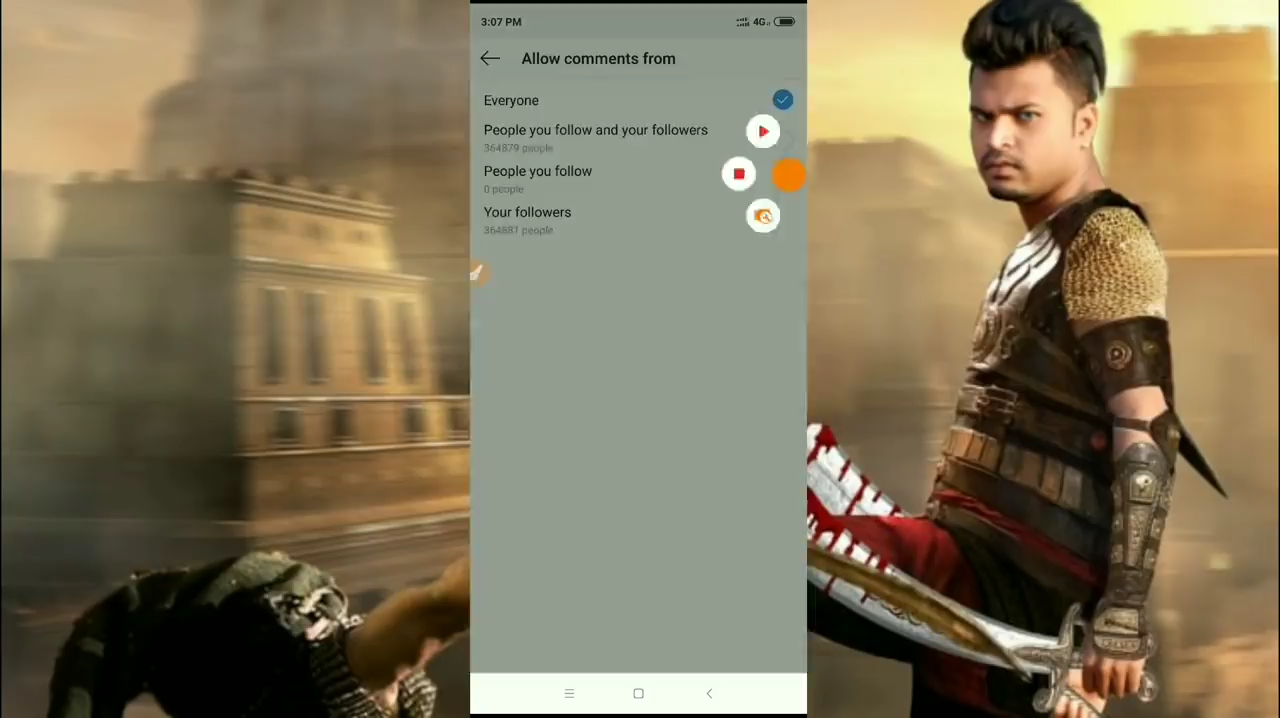 3:07 PM
4G
Allow comments from
Everyone
People you follow and your followers
364879 people
People you follow
0 people
Your followers
364881 people